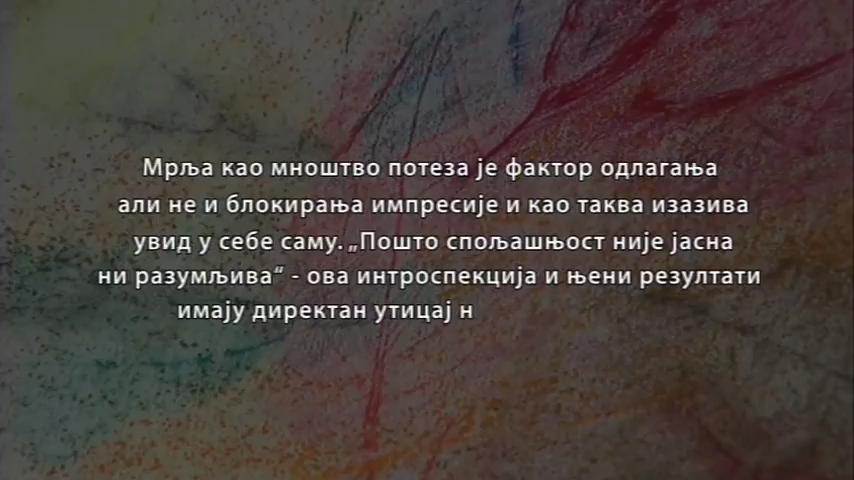 Мрља као мноштво потеза је фактор одлагања
али не и блокирања импресије и као таква изазива
увид у себе саму. „Пошто спољашњост није јасна
ни разумљива“ - ова интроспекција и њени резултати
имају директан утицај н